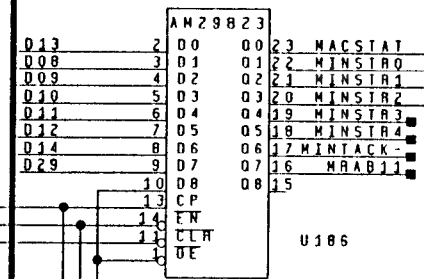 AM29823
D13 2 D0 Q0 23 MACSTAT
D08 3 D1 Q1 22 MINSTR0
D09 4 D2 Q2 21 MINSTR1
D10 5 D3 Q3 20 MINSTR2
D11 6 D4 Q4 19 MINSTR3
D12 7 D5 Q5 18 MINSTR4
D14 8 D6 Q6 17 MINTACK-
D29 9 D7 Q7 16 MRAB11
10 D8 Q8 15
13 CP
14 EN
11 CLR U186
1 OE